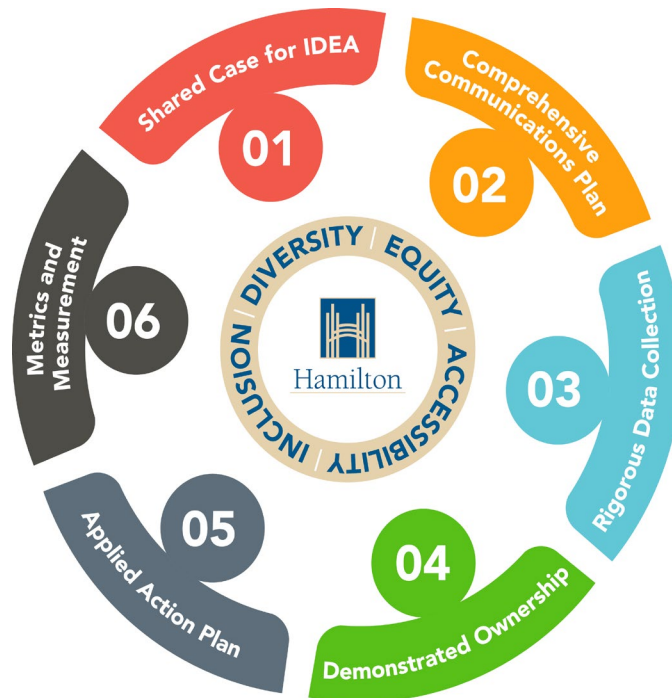 01
Shared Case for IDEA
02
Comprehensive
Communications Plan
03
Rigorous Data Collection
04
Demonstrated Ownership
05
Applied Action Plan
06
Metrics and
Measurement
INCLUSION | DIVERSITY | EQUITY | ACCESSIBILITY |
Hamilton